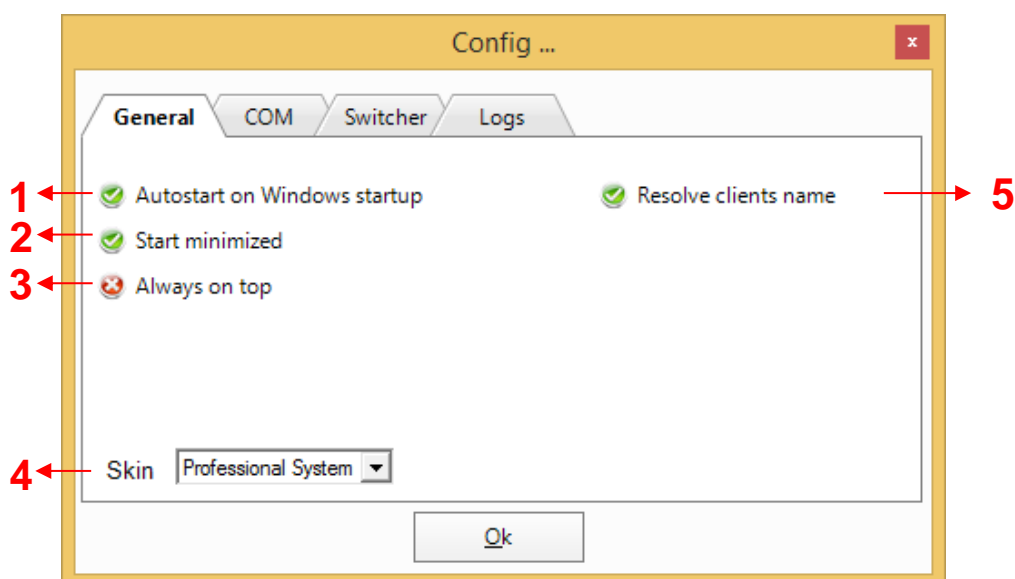 Config ...
x
General COM Switcher Logs
1 Autostart on Windows startup Resolve clients name 5
2 Start minimized
3 Always on top
4 Skin Professional System
Ok